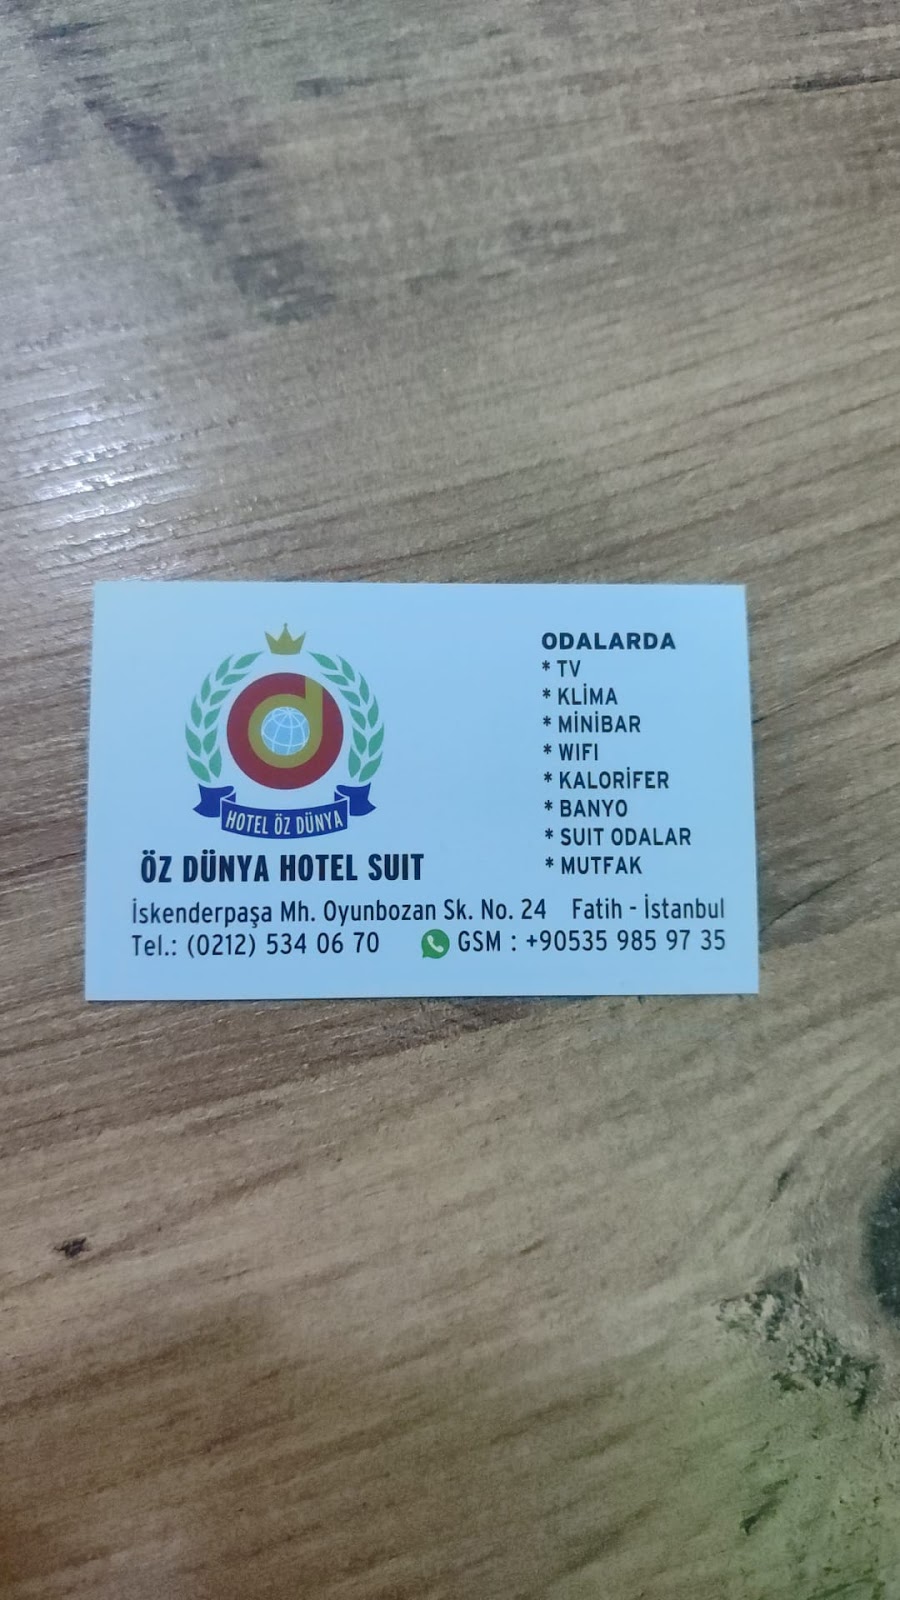 HOTEL ÖZ DÜNYA
ÖZ DÜNYA HOTEL SUIT
ODALARDA
* TV
* KLİMA
* MİNİBAR
* WIFI
* KALORİFER
* BANYO
* SUIT ODALAR
* MUTFAK
İskenderpaşa Mh. Oyunbozan Sk. No. 24 Fatih - İstanbul
Tel.: (0212) 534 06 70 GSM : +90535 985 97 35